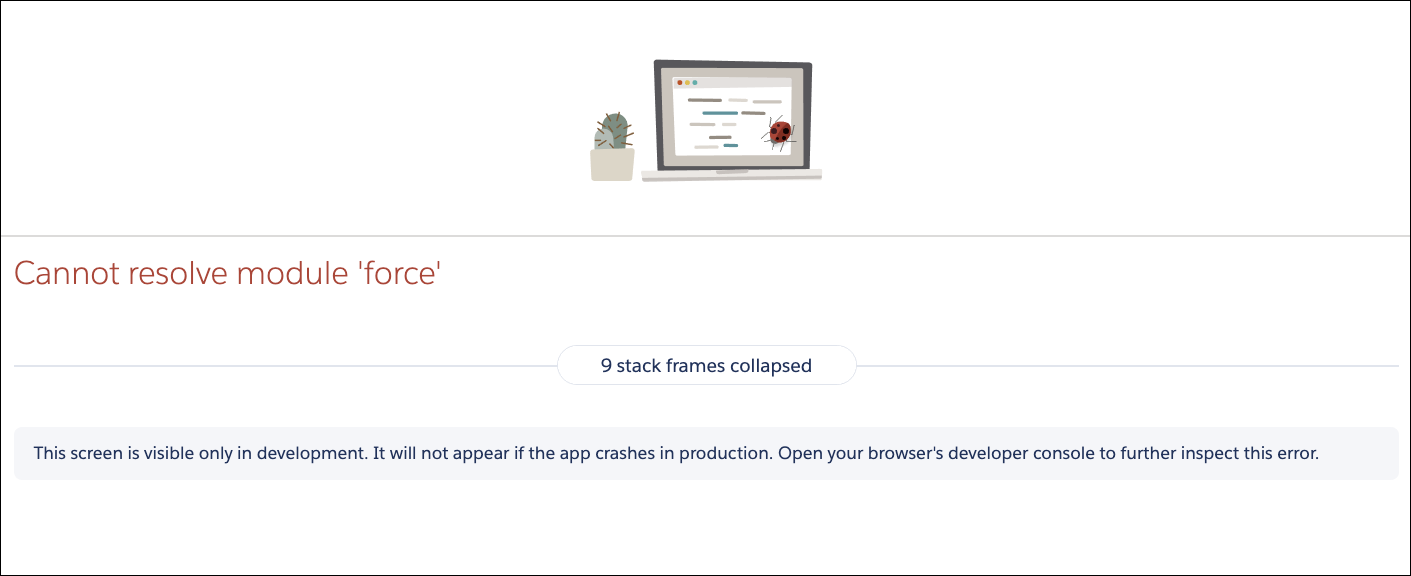 Cannot resolve module 'force'
9 stack frames collapsed
This screen is visible only in development. It will not appear if the app crashes in production. Open your browser's developer console to further inspect this error.